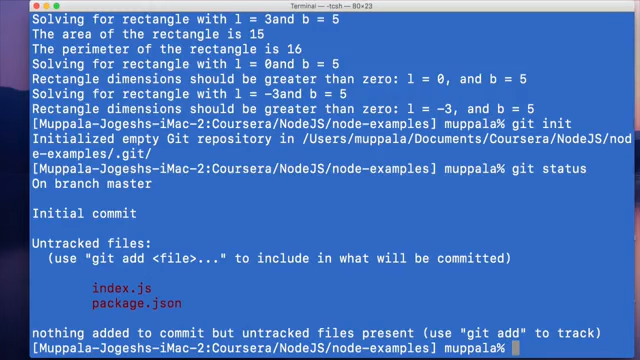 Terminal — -tcsh — 80×23
Solving for rectangle with l = 3and b = 5
The area of the rectangle is 15
The perimeter of the rectangle is 16
Solving for rectangle with l = 0and b = 5
Rectangle dimensions should be greater than zero: l = 0, and b = 5
Solving for rectangle with l = -3and b = 5
Rectangle dimensions should be greater than zero: l = -3, and b = 5
[Muppala-Jogeshs-iMac-2:Coursera/NodeJS/node-examples] muppala% git init
Initialized empty Git repository in /Users/muppala/Documents/Coursera/NodeJS/no
de-examples/.git/
[Muppala-Jogeshs-iMac-2:Coursera/NodeJS/node-examples] muppala% git status
On branch master
Initial commit
Untracked files:
(use "git add <file>..." to include in what will be committed)
index.js
package.json
nothing added to commit but untracked files present (use "git add" to track)
[Muppala-Jogeshs-iMac-2:Coursera/NodeJS/node-examples] muppala%